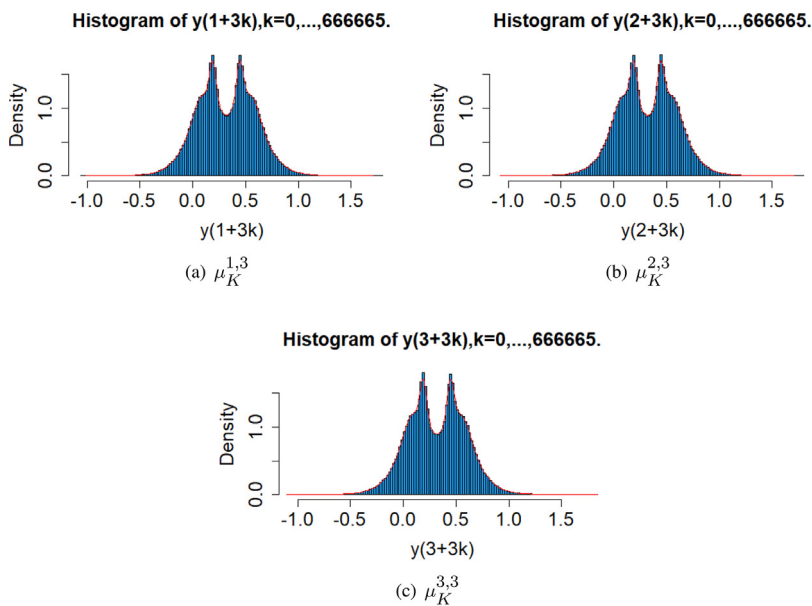 Histogram of y(1+3k),k=0,...,666665.
Density
1.0
0.0
-1.0 -0.5 0.0 0.5 1.0 1.5
y(1+3k)
(a) μ_K^{1,3}
Histogram of y(2+3k),k=0,...,666665.
Density
1.0
0.0
-1.0 -0.5 0.0 0.5 1.0 1.5
y(2+3k)
(b) μ_K^{2,3}
Histogram of y(3+3k),k=0,...,666665.
Density
1.0
0.0
-1.0 -0.5 0.0 0.5 1.0 1.5
y(3+3k)
(c) μ_K^{3,3}